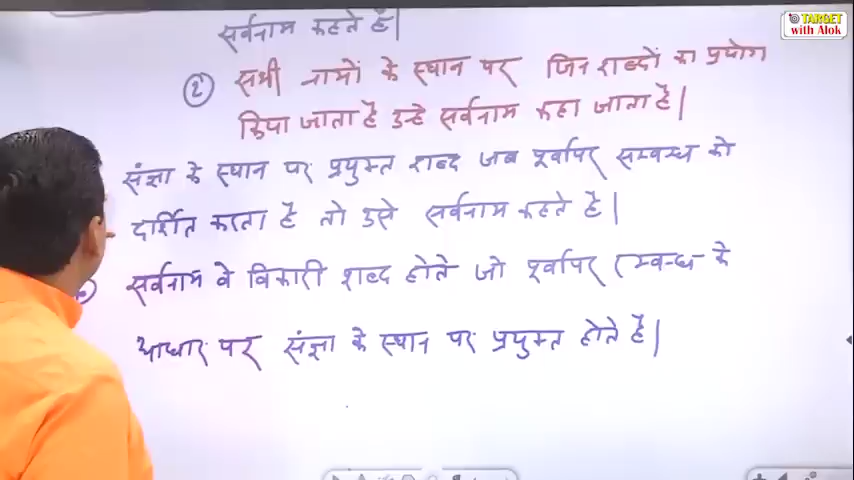 TARGET
with Alok
सर्वनाम कहते हैं|
② सभी नामों के स्थान पर जिन शब्दों का प्रयोग
किया जाता है उन्हे सर्वनाम कहा जाता है|
संज्ञा के स्थान पर प्रयुक्त शब्द जब पूर्वापर सम्बन्ध को
दर्शित करता है तो उसे सर्वनाम कहते है|
सर्वनाम वे विकारी शब्द होते जो पूर्वापर सम्बन्ध के
आधार पर संज्ञा के स्थान पर प्रयुक्त होते है|